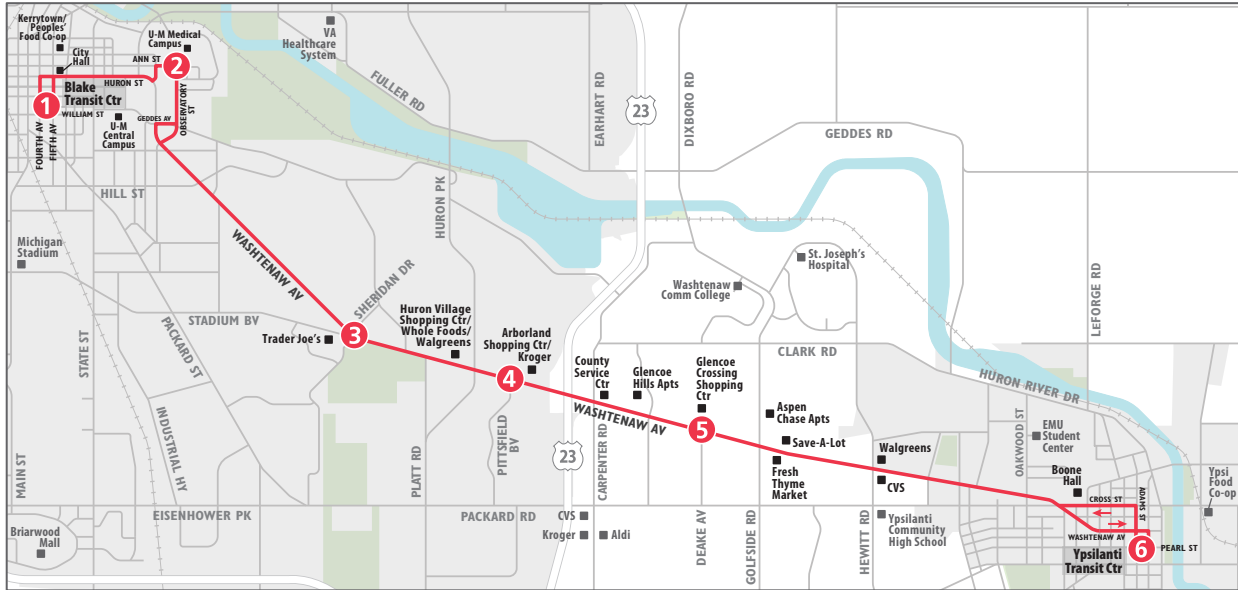 Kerrytown/
Peoples'
Food Co-op
City
Hall
U-M Medical
Campus
ANN ST
2
HURON ST
Blake
Transit Ctr
1
WILLIAM ST
FOURTH AV
FIFTH AV
U-M
Central
Campus
GEDDES AV
OBSERVATORY
ST
VA
Healthcare
System
FULLER RD
EARHART RD
23
DIXBORO RD
GEDDES RD
HILL ST
HURON PK
Michigan
Stadium
WASHTENAW AV
SHERIDAN DR
STADIUM BV
PACKARD ST
STATE ST
Trader Joe's
3
Huron Village
Shopping Ctr/
Whole Foods/
Walgreens
Arborland
Shopping Ctr/
Kroger
4
Washtenaw
Comm College
St. Joseph's
Hospital
LEFORGE RD
CLARK RD
HURON RIVER DR
County
Service
Ctr
Glencoe
Hills Apts
Glencoe
Crossing
Shopping
Ctr
5
WASHTENAW AV
Aspen
Chase Apts
Save-A-Lot
Fresh
Thyme
Market
Walgreens
CVS
OAKWOOD ST
EMU
Student
Center
Boone
Hall
Ypsi
Food
Co-op
MAIN ST
INDUSTRIAL HY
PLATT RD
PITTSFIELD
BV
23
CARPENTER RD
DEAKE AV
GOLFSIDE RD
HEWITT RD
EISENHOWER PK
PACKARD RD
CVS
Kroger
Aldi
Briarwood
Mall
Ypsilanti
Community
High School
CROSS ST
ADAMS ST
WASHTENAW AV
6
PEARL ST
Ypsilanti
Transit Ctr